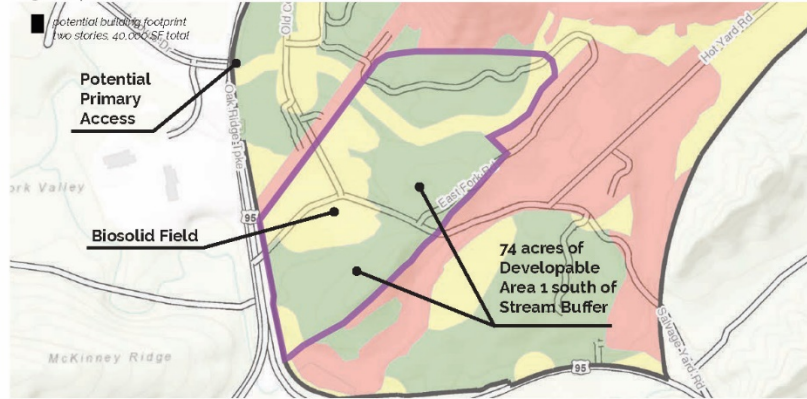 potential building footprint
two stories, 40,000 SF total
Old C
Hot Yard Rd
Potential
Primary
Access
Oak Ridge Tpke
ork Valley
East Fork Rd
95
Biosolid Field
74 acres of
Developable
Area 1 south of
Stream Buffer
Salvage Yard Rd
McKinney Ridge
95